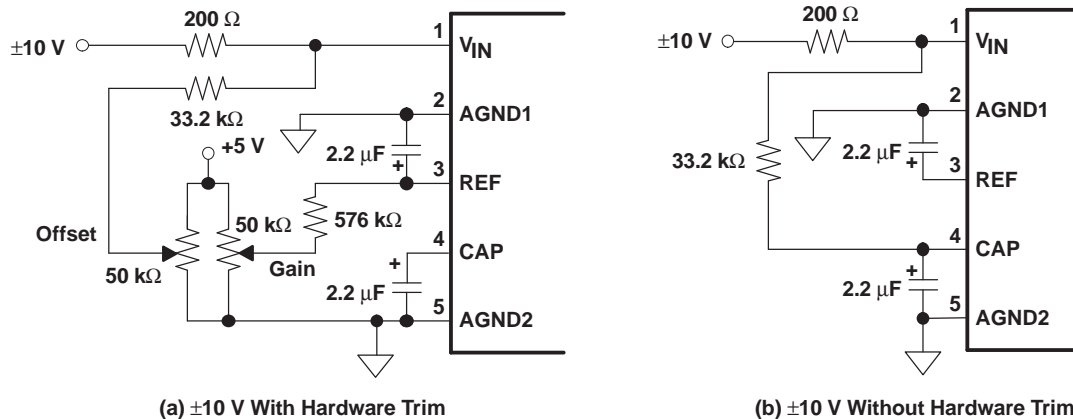 200 Ω
±10 V
1
V_IN
33.2 kΩ
2
AGND1
+5 V
2.2 µF
+
3
REF
50 kΩ
576 kΩ
Offset
4
CAP
50 kΩ
Gain
+
2.2 µF
5
AGND2
(a) ±10 V With Hardware Trim
200 Ω
±10 V
1
V_IN
2
AGND1
33.2 kΩ
2.2 µF
+
3
REF
4
CAP
+
2.2 µF
5
AGND2
(b) ±10 V Without Hardware Trim